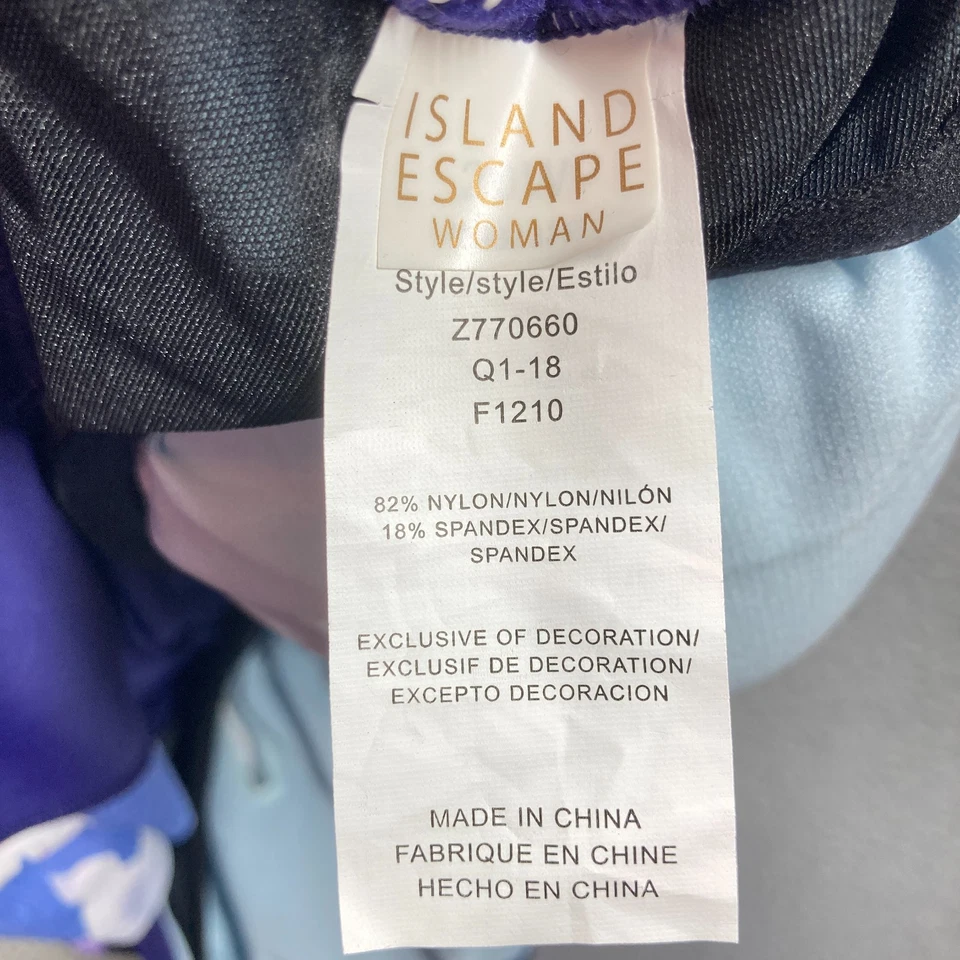 ISLAND
ESCAPE
WOMAN
Style/style/Estilo
Z770660
Q1-18
F1210
82% NYLON/NYLON/NILÓN
18% SPANDEX/SPANDEX/
SPANDEX
EXCLUSIVE OF DECORATION/
EXCLUSIF DE DECORATION/
EXCEPTO DECORACION
MADE IN CHINA
FABRIQUE EN CHINE
HECHO EN CHINA